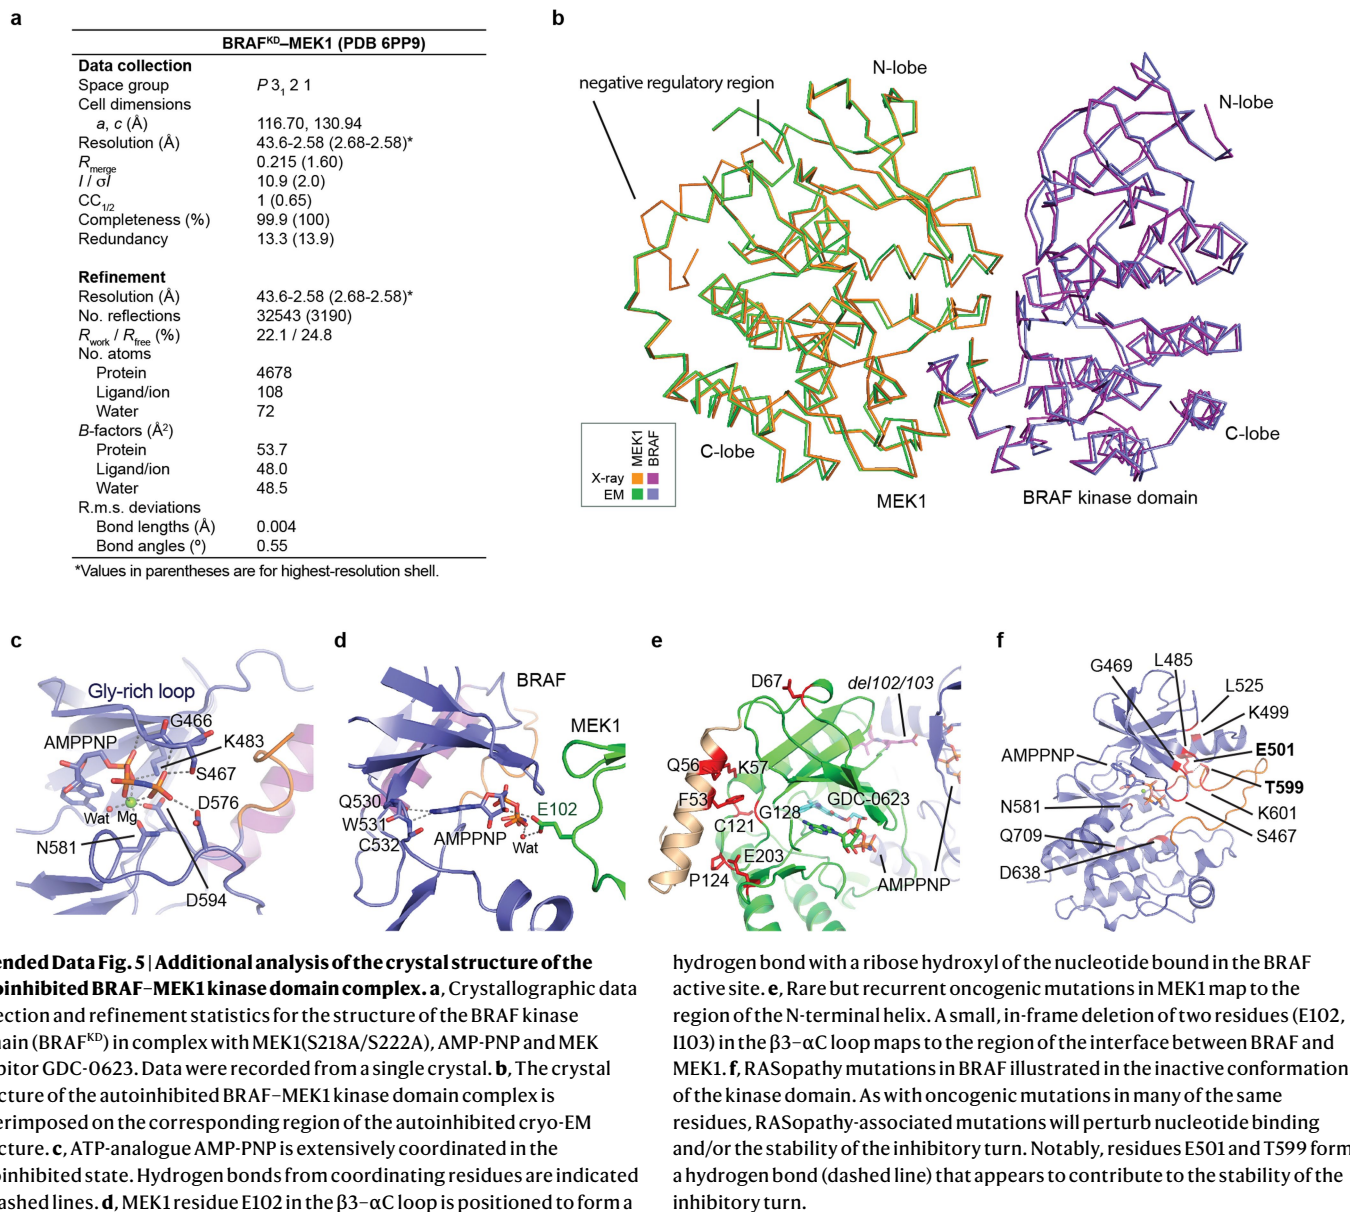 a
BRAFᴷᴰ–MEK1 (PDB 6PP9)
Data collection
Space group P 3₁ 2 1
Cell dimensions
a, c (Å) 116.70, 130.94
Resolution (Å) 43.6-2.58 (2.68-2.58)*
Rmerge 0.215 (1.60)
I / σI 10.9 (2.0)
CC1/2 1 (0.65)
Completeness (%) 99.9 (100)
Redundancy 13.3 (13.9)
Refinement
Resolution (Å) 43.6-2.58 (2.68-2.58)*
No. reflections 32543 (3190)
Rwork / Rfree (%) 22.1 / 24.8
No. atoms
Protein 4678
Ligand/ion 108
Water 72
B-factors (Å²)
Protein 53.7
Ligand/ion 48.0
Water 48.5
R.m.s. deviations
Bond lengths (Å) 0.004
Bond angles (º) 0.55
*Values in parentheses are for highest-resolution shell.
b
N-lobe
negative regulatory region
N-lobe
C-lobe
C-lobe
MEK1
BRAF kinase domain
MEK1
BRAF
X-ray
EM
c
Gly-rich loop
G466
AMPPNP
K483
S467
D576
Wat
Mg
N581
D594
d
BRAF
MEK1
Q530
W531
C532
AMPPNP
E102
Wat
e
D67
del102/103
Q56
K57
F53
G128
GDC-0623
C121
E203
P124
AMPPNP
f
L485
G469
L525
K499
AMPPNP
E501
T599
N581
K601
Q709
S467
D638
ended Data Fig. 5 | Additional analysis of the crystal structure of the
oinhibited BRAF–MEK1 kinase domain complex. a, Crystallographic data
ection and refinement statistics for the structure of the BRAF kinase
main (BRAFᴷᴰ) in complex with MEK1(S218A/S222A), AMP-PNP and MEK
ibitor GDC-0623. Data were recorded from a single crystal. b, The crystal
ucture of the autoinhibited BRAF–MEK1 kinase domain complex is
erimposed on the corresponding region of the autoinhibited cryo-EM
ucture. c, ATP-analogue AMP-PNP is extensively coordinated in the
oinhibited state. Hydrogen bonds from coordinating residues are indicated
dashed lines. d, MEK1 residue E102 in the β3–αC loop is positioned to form a
hydrogen bond with a ribose hydroxyl of the nucleotide bound in the BRAF
active site. e, Rare but recurrent oncogenic mutations in MEK1 map to the
region of the N-terminal helix. A small, in-frame deletion of two residues (E102,
I103) in the β3–αC loop maps to the region of the interface between BRAF and
MEK1. f, RASopathy mutations in BRAF illustrated in the inactive conformation
of the kinase domain. As with oncogenic mutations in many of the same
residues, RASopathy-associated mutations will perturb nucleotide binding
and/or the stability of the inhibitory turn. Notably, residues E501 and T599 form
a hydrogen bond (dashed line) that appears to contribute to the stability of the
inhibitory turn.